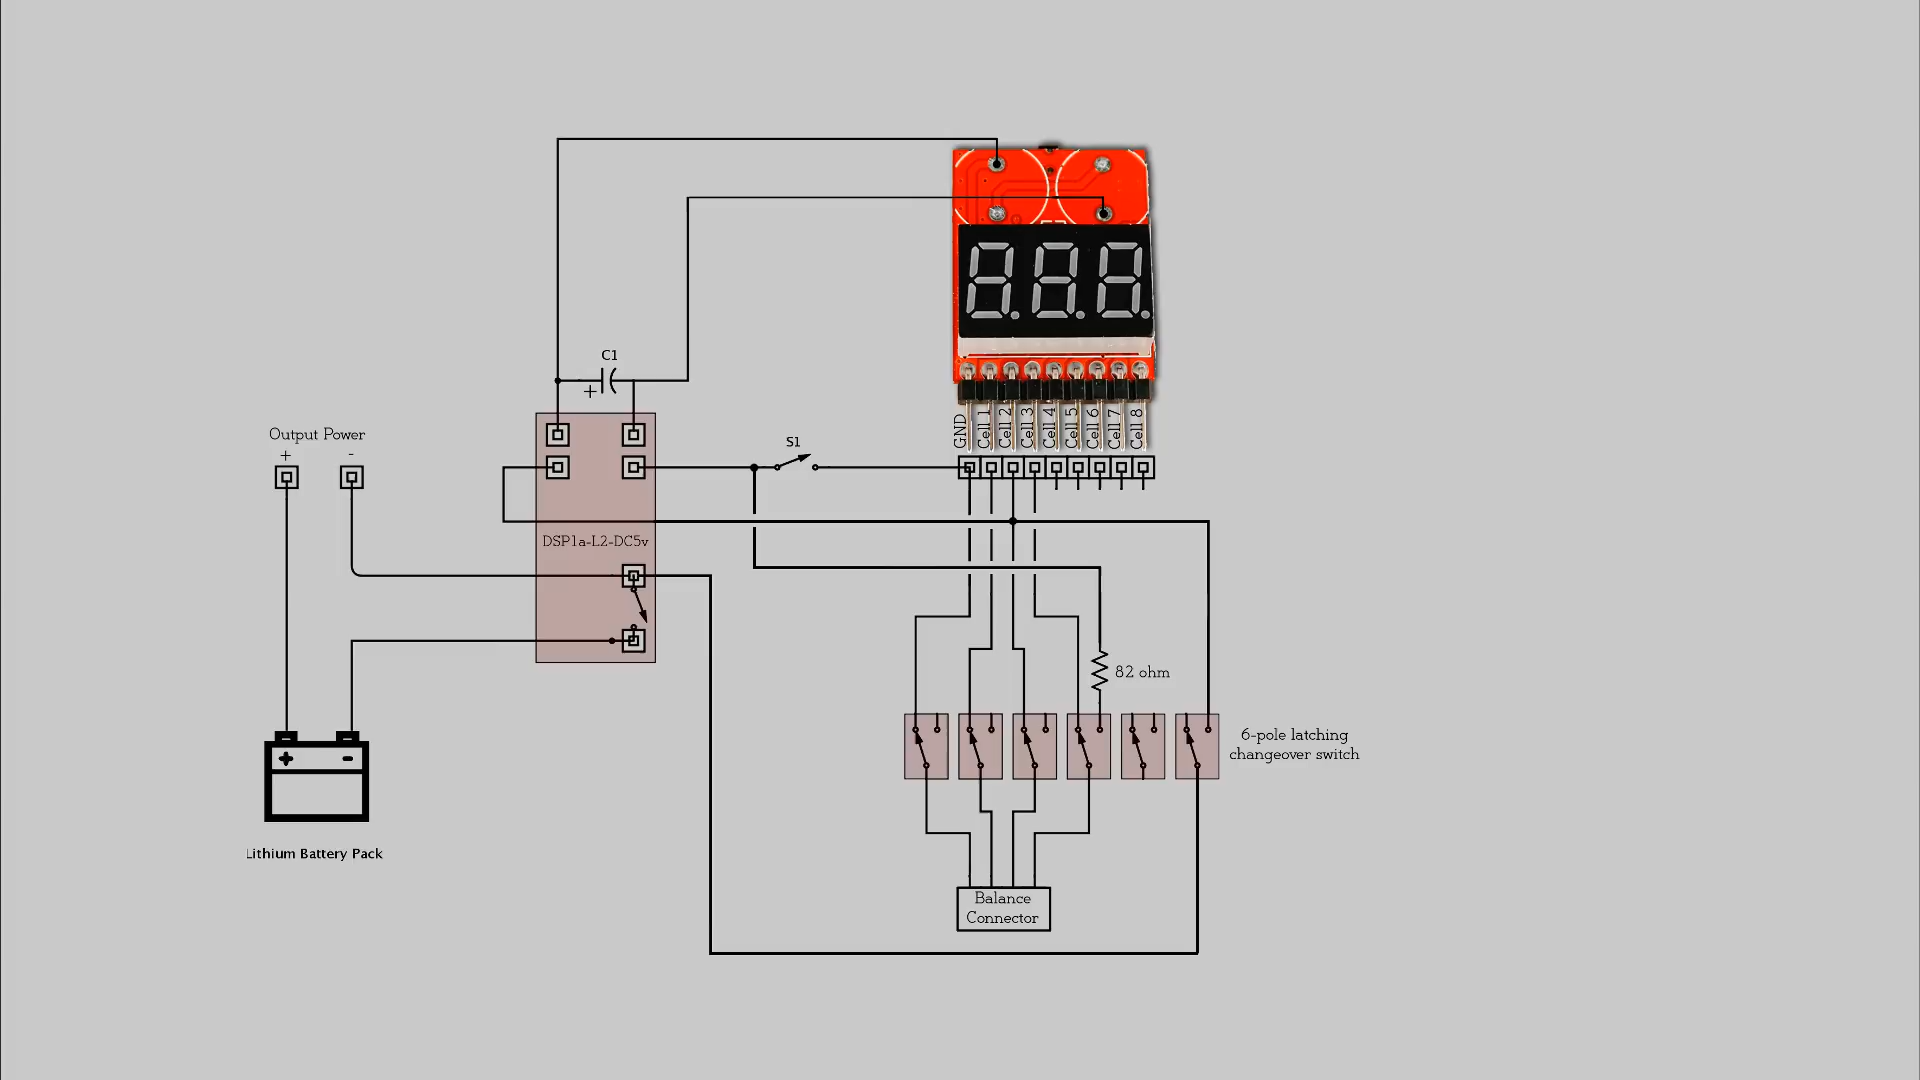 C1
+
Output Power
+ -
S1
GND
Cell 1
Cell 2
Cell 3
Cell 4
Cell 5
Cell 6
Cell 7
Cell 8
DSP1a-L2-DC5v
82 ohm
6-pole latching
changeover switch
+ -
Lithium Battery Pack
Balance
Connector